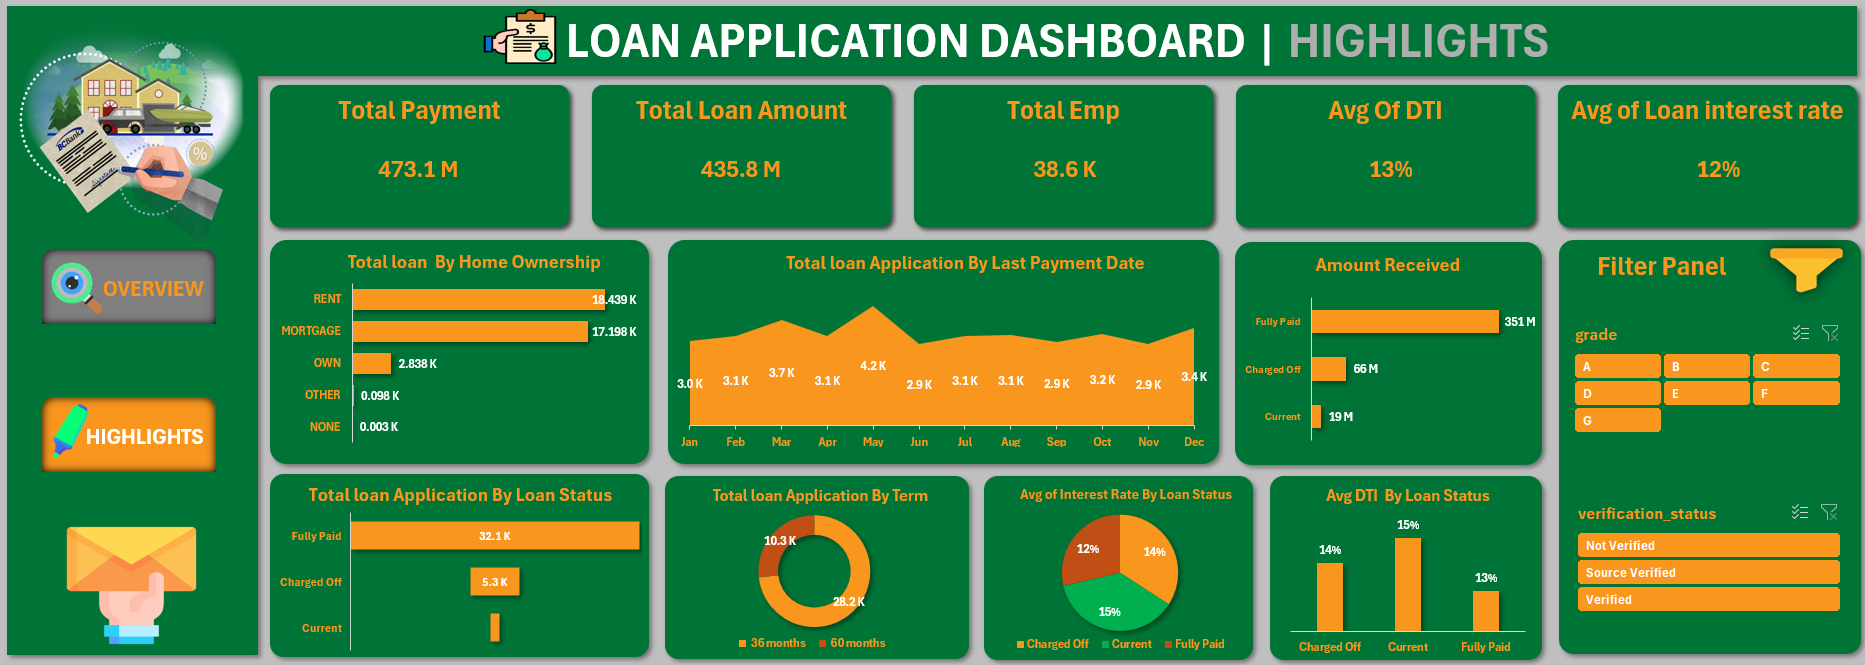 LOAN APPLICATION DASHBOARD | HIGHLIGHTS
$
BC Bank
%
OVERVIEW
HIGHLIGHTS
Total Payment
473.1 M
Total Loan Amount
435.8 M
Total Emp
38.6 K
Avg Of DTI
13%
Avg of Loan interest rate
12%
Total loan By Home Ownership
RENT 18.439 K
MORTGAGE 17.198 K
OWN 2.838 K
OTHER 0.098 K
NONE 0.003 K
Total loan Application By Last Payment Date
3.0 K 3.1 K 3.7 K 3.1 K 4.2 K 2.9 K 3.1 K 3.1 K 2.9 K 3.2 K 2.9 K 3.4 K
Jan Feb Mar Apr May Jun Jul Aug Sep Oct Nov Dec
Amount Received
Fully Paid 351 M
Charged Off 66 M
Current 19 M
Filter Panel
grade
A B C
D E F
G
verification_status
Not Verified
Source Verified
Verified
Total loan Application By Loan Status
Fully Paid 32.1 K
Charged Off 5.3 K
Current
Total loan Application By Term
10.3 K
28.2 K
36 months 60 months
Avg of Interest Rate By Loan Status
12% 14%
15%
Charged Off Current Fully Paid
Avg DTI By Loan Status
14% 15% 13%
Charged Off Current Fully Paid